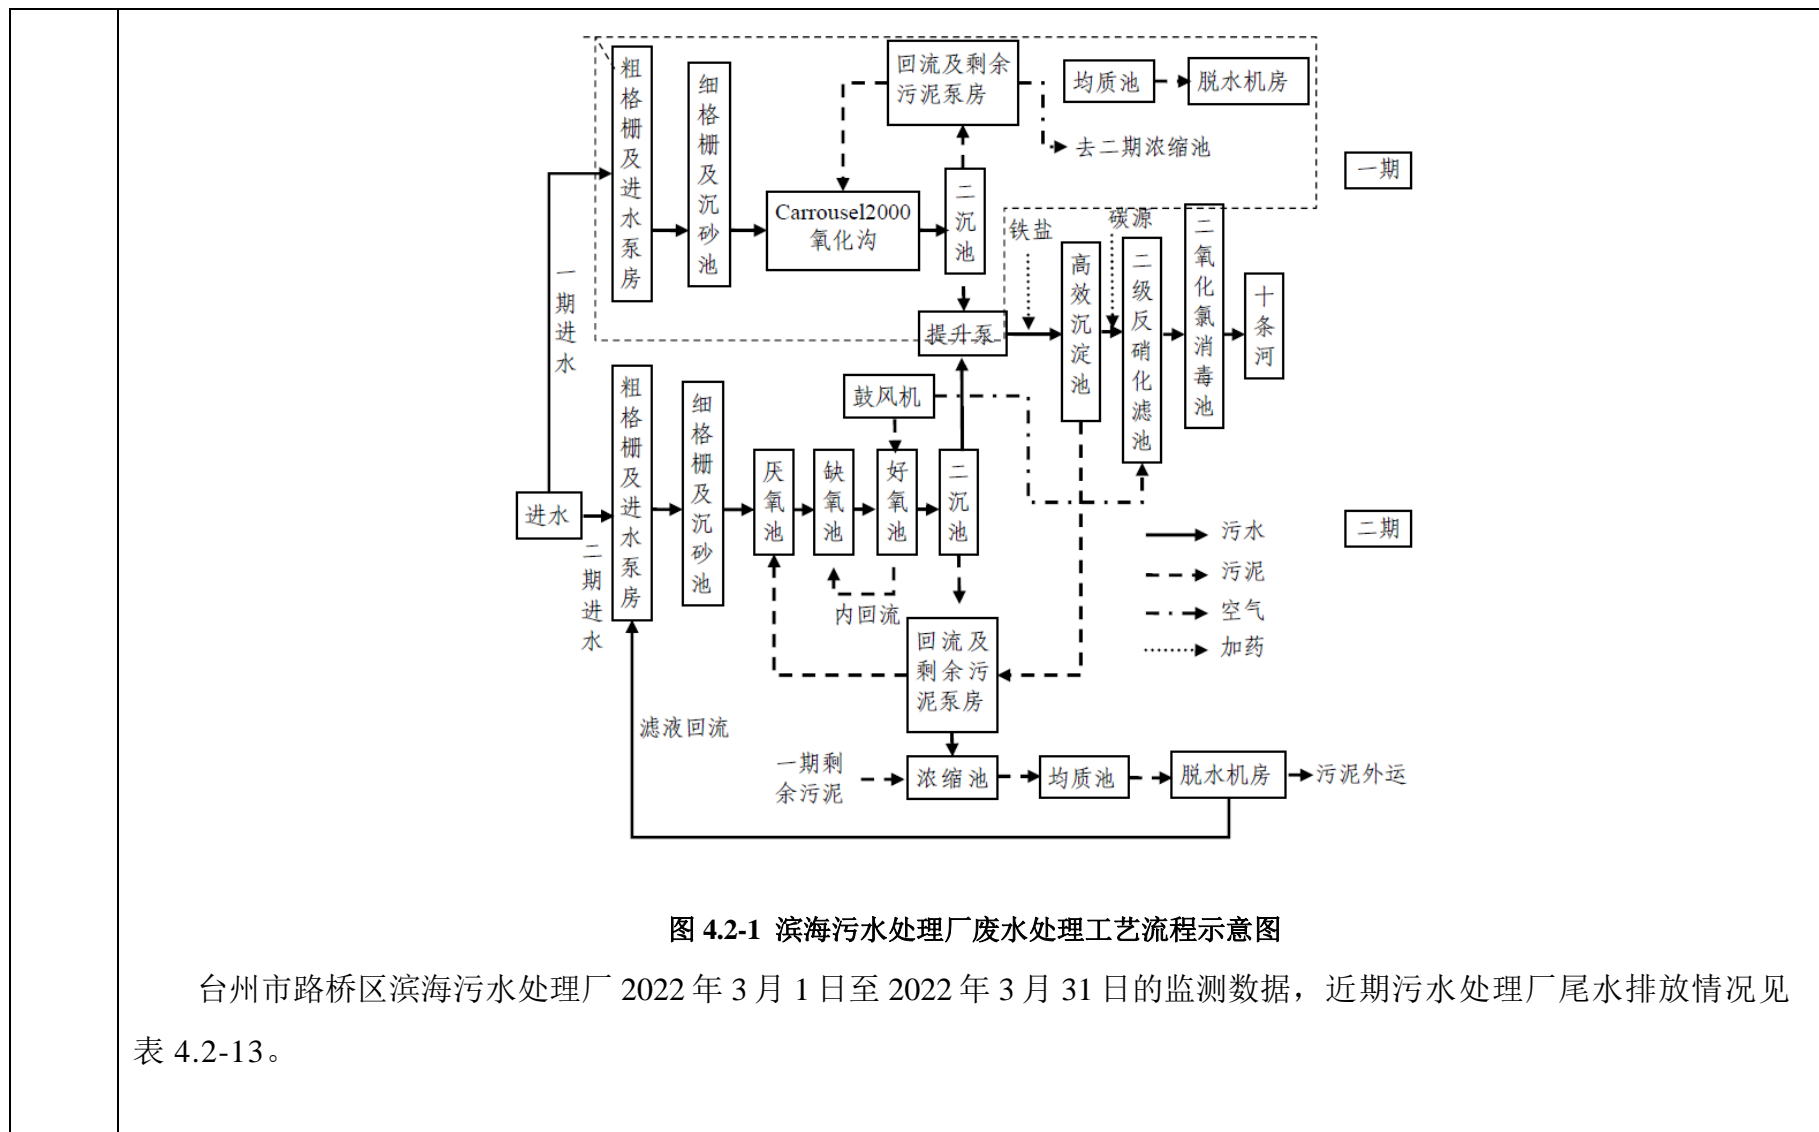 粗格栅及进水泵房
细格栅及沉砂池
回流及剩余
污泥泵房
均质池
脱水机房
去二期浓缩池
一期
Carrousel2000
氧化沟
二沉池
铁盐
碳源
高效沉淀池
二级反硝化滤池
二氧化氯消毒池
十条河
一期进水
提升泵
粗格栅及进水泵房
细格栅及沉砂池
鼓风机
厌氧池
缺氧池
好氧池
二沉池
进水
二期进水
内回流
污水
污泥
空气
加药
二期
回流及
剩余污
泥泵房
滤液回流
一期剩
余污泥
浓缩池
均质池
脱水机房
污泥外运
图 4.2-1 滨海污水处理厂废水处理工艺流程示意图
台州市路桥区滨海污水处理厂 2022 年 3 月 1 日至 2022 年 3 月 31 日的监测数据，近期污水处理厂尾水排放情况见
表 4.2-13。